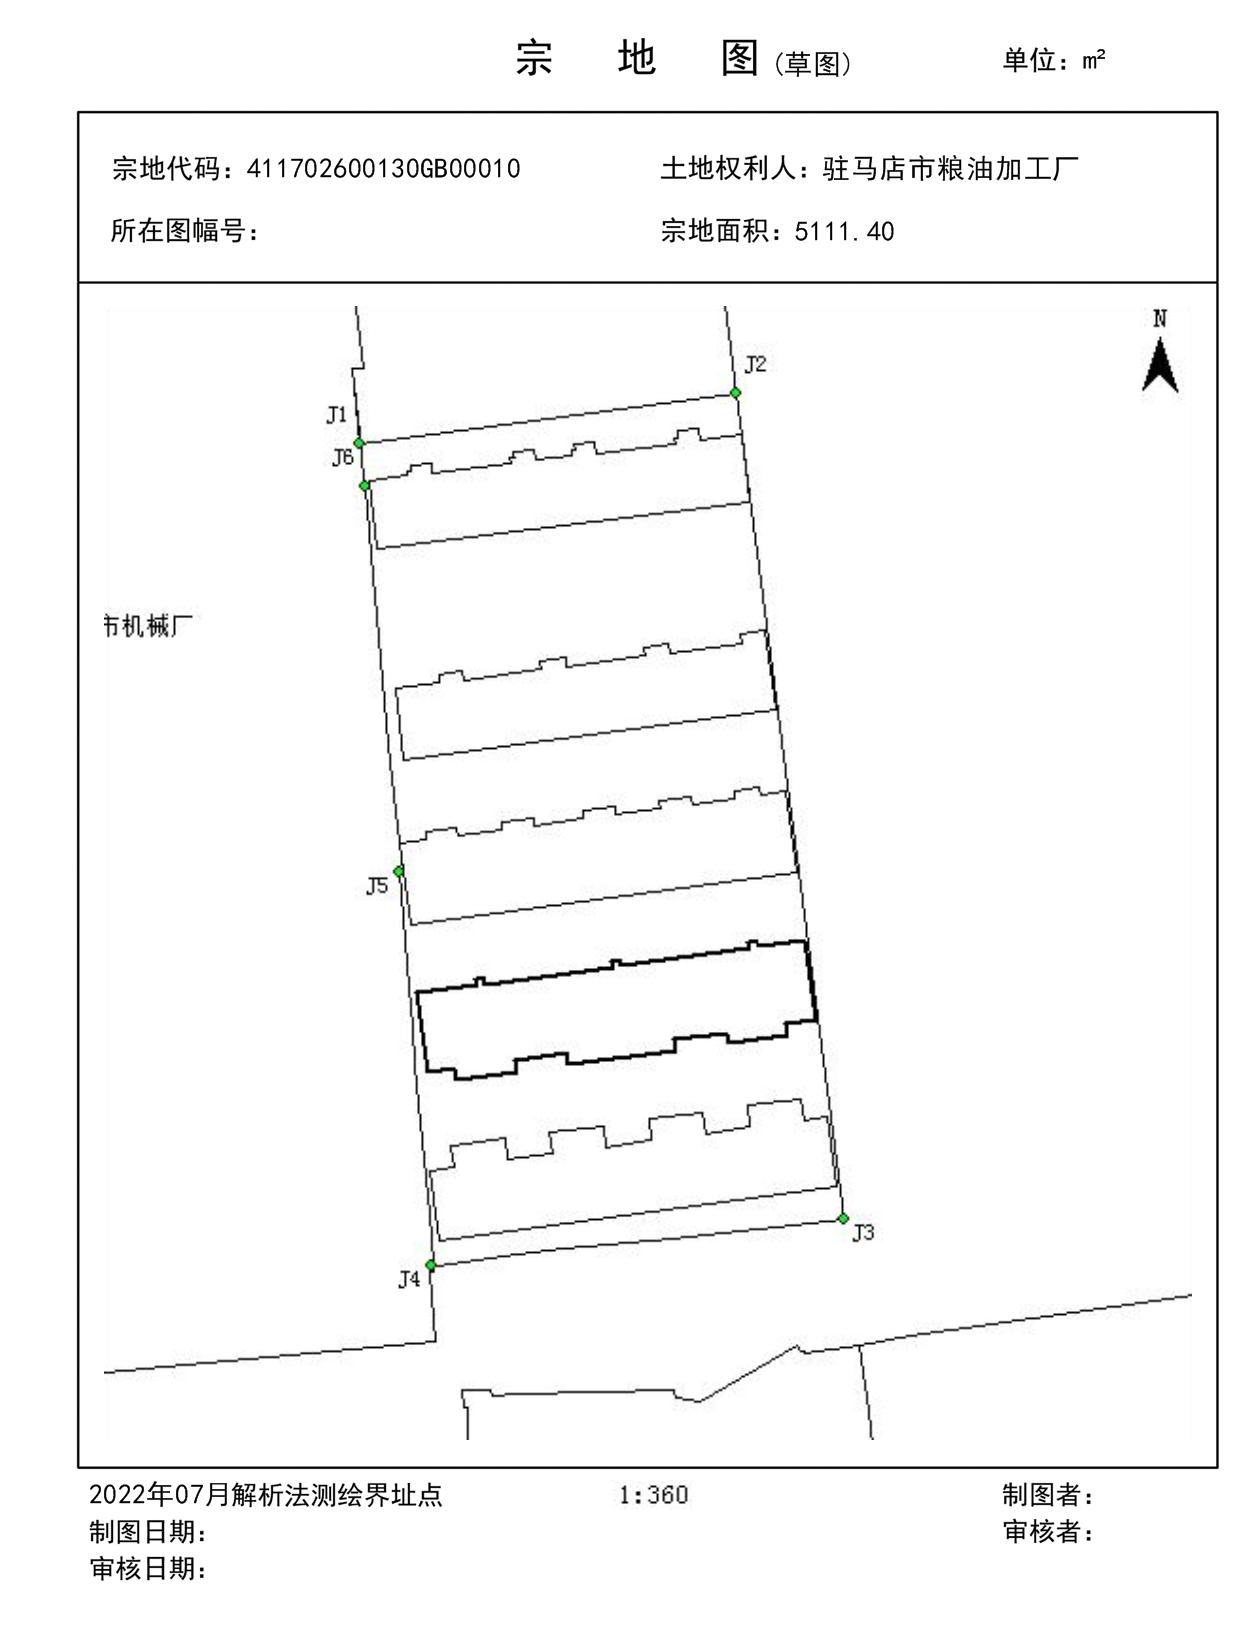 宗 地 图(草图) 单位：m²
宗地代码：411702600130GB00010 土地权利人：驻马店市粮油加工厂
所在图幅号： 宗地面积：5111.40
N
J2
J1
J6
市机械厂
J5
J3
J4
2022年07月解析法测绘界址点 1:360 制图者：
制图日期： 审核者：
审核日期：